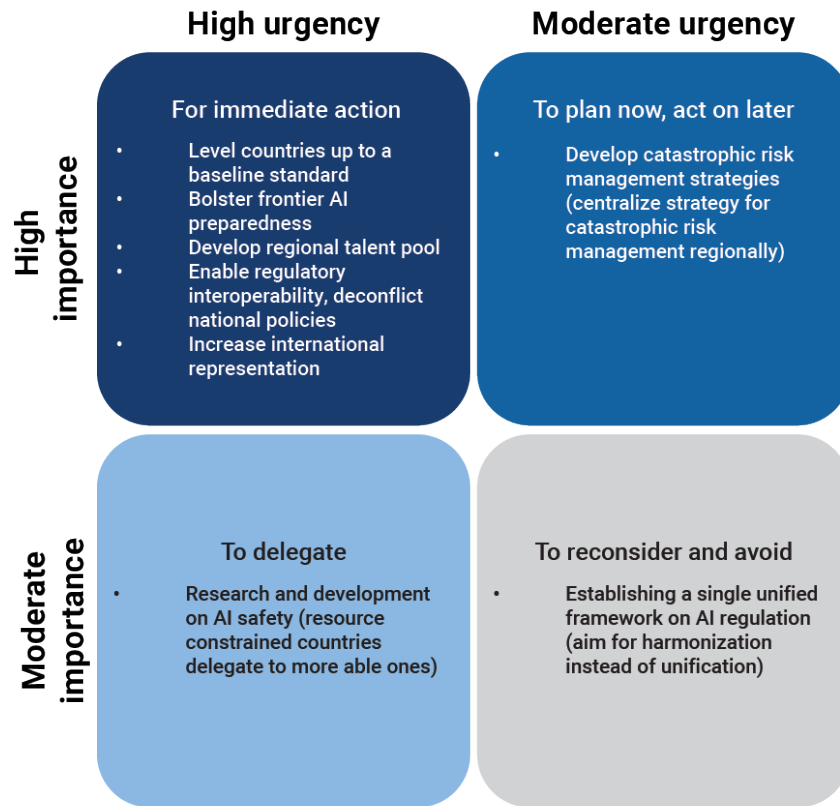 High urgency
Moderate urgency
High
importance
For immediate action
• Level countries up to a
baseline standard
• Bolster frontier AI
preparedness
• Develop regional talent pool
• Enable regulatory
interoperability, deconflict
national policies
• Increase international
representation
To plan now, act on later
• Develop catastrophic risk
management strategies
(centralize strategy for
catastrophic risk
management regionally)
Moderate
importance
To delegate
• Research and development
on AI safety (resource
constrained countries
delegate to more able ones)
To reconsider and avoid
• Establishing a single unified
framework on AI regulation
(aim for harmonization
instead of unification)